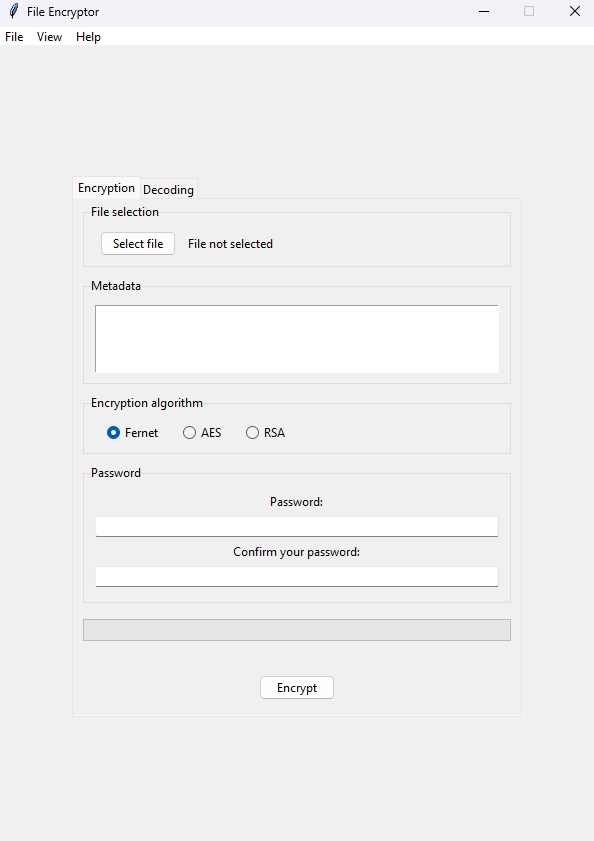 File Encryptor
File View Help
Encryption Decoding
File selection
Select file File not selected
Metadata
Encryption algorithm
Fernet AES RSA
Password
Password:
Confirm your password:
Encrypt